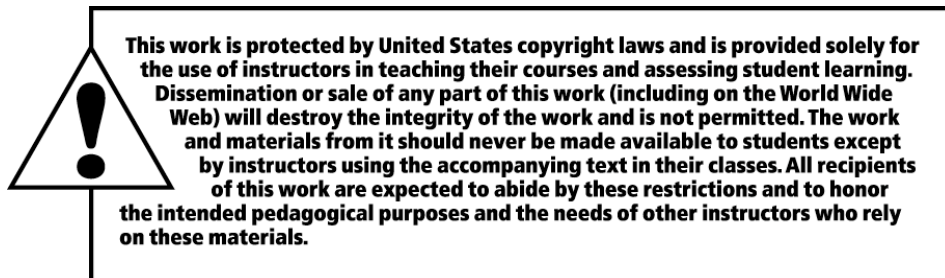 This work is protected by United States copyright laws and is provided solely for
the use of instructors in teaching their courses and assessing student learning.
Dissemination or sale of any part of this work (including on the World Wide
Web) will destroy the integrity of the work and is not permitted. The work
and materials from it should never be made available to students except
by instructors using the accompanying text in their classes. All recipients
of this work are expected to abide by these restrictions and to honor
the intended pedagogical purposes and the needs of other instructors who rely
on these materials.